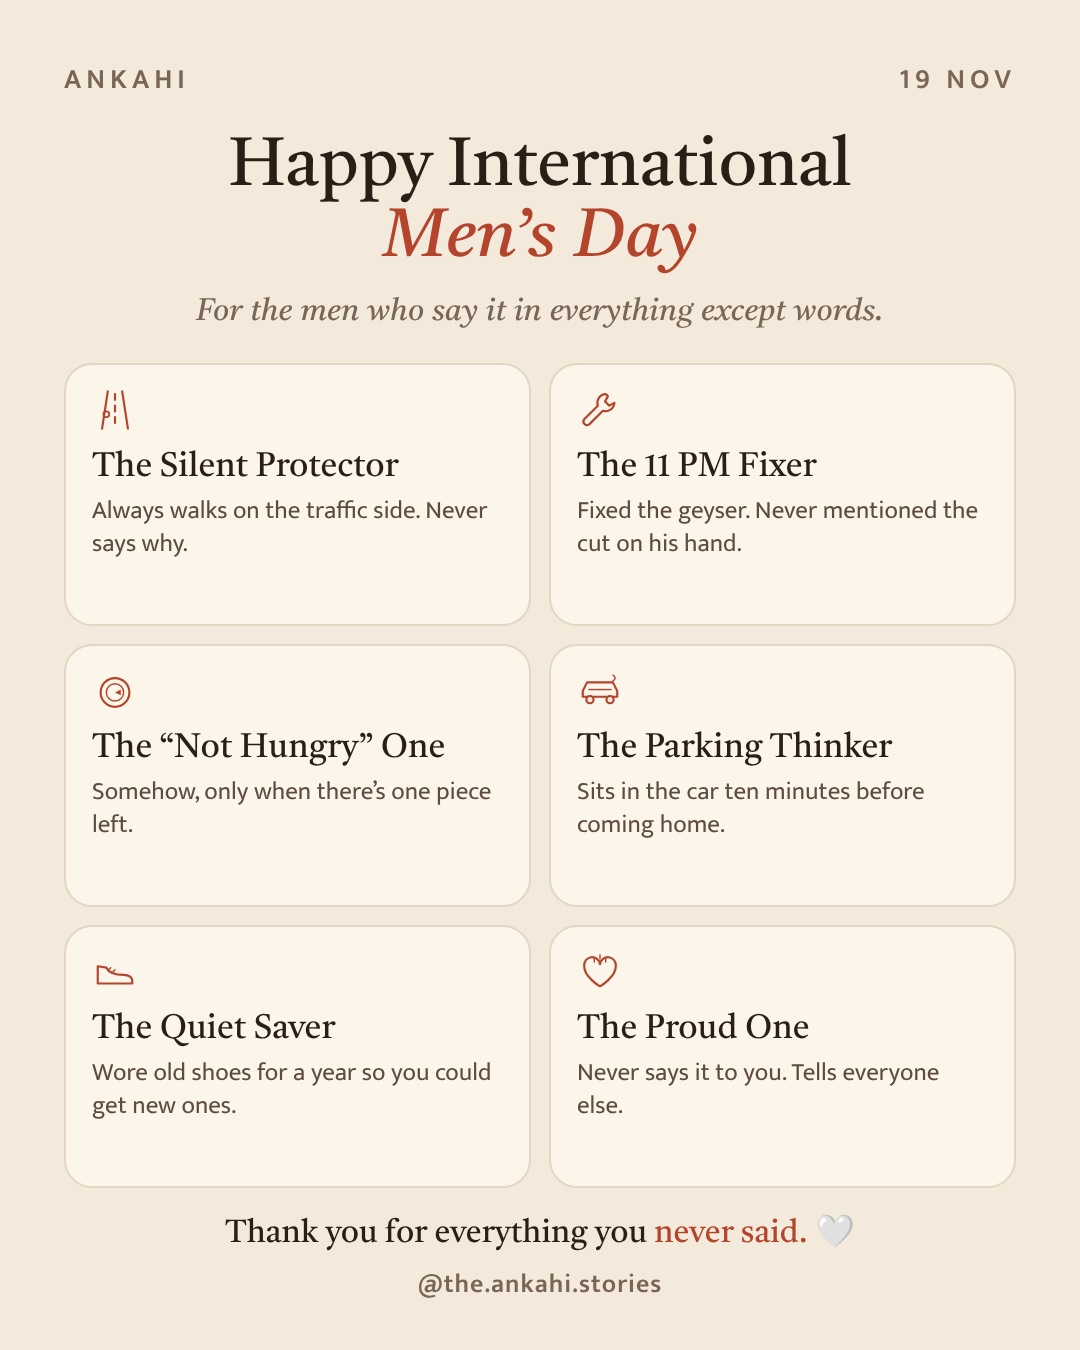 ANKAHI
19 NOV
Happy International
Men’s Day
For the men who say it in everything except words.
The Silent Protector
Always walks on the traffic side. Never
says why.
The 11 PM Fixer
Fixed the geyser. Never mentioned the
cut on his hand.
The “Not Hungry” One
Somehow, only when there’s one piece
left.
The Parking Thinker
Sits in the car ten minutes before
coming home.
The Quiet Saver
Wore old shoes for a year so you could
get new ones.
The Proud One
Never says it to you. Tells everyone
else.
Thank you for everything you never said. 🤍
@the.ankahi.stories